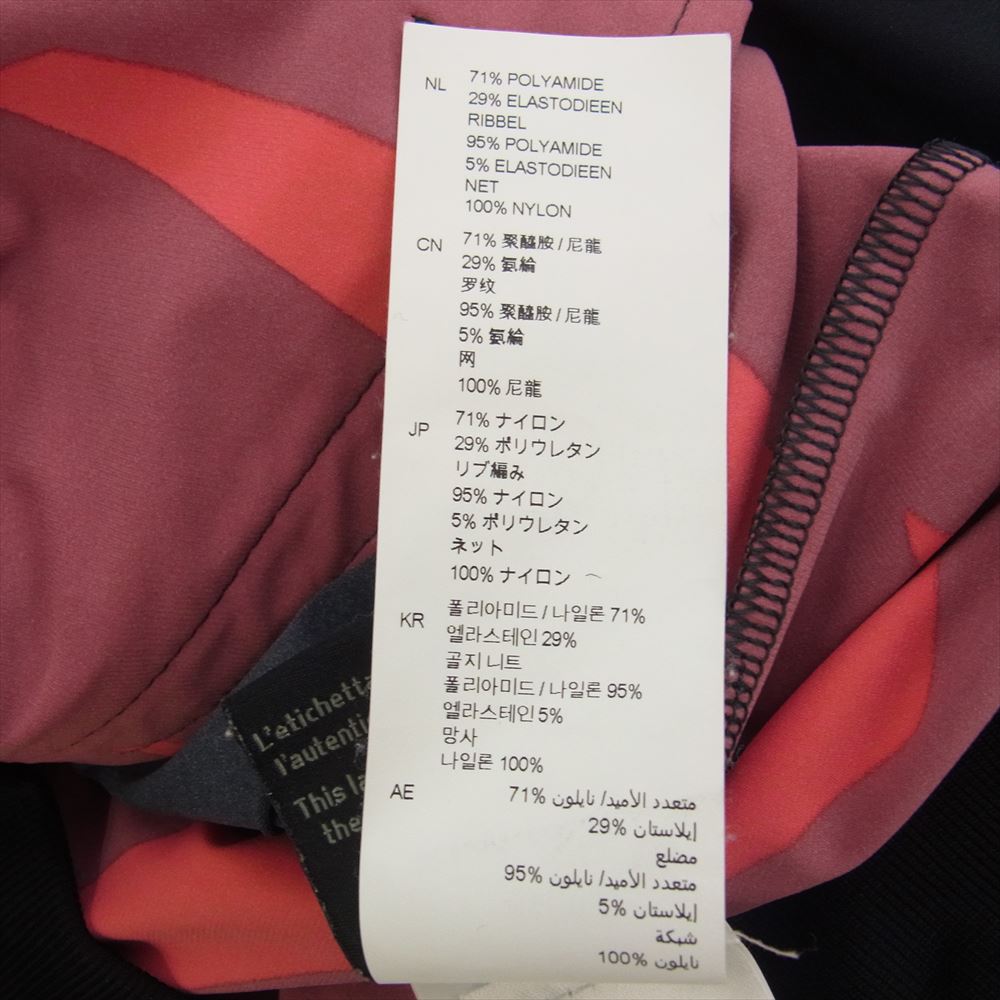 NL 71% POLYAMIDE
29% ELASTODIEEN
RIBBEL
95% POLYAMIDE
5% ELASTODIEEN
NET
100% NYLON
CN 71% 聚醯胺/尼龍
29% 氨綸
罗纹
95% 聚醯胺/尼龍
5% 氨綸
网
100% 尼龍
JP 71% ナイロン
29% ポリウレタン
リブ編み
95% ナイロン
5% ポリウレタン
ネット
100% ナイロン
KR 폴리아미드/나일론 71%
엘라스테인 29%
골지 니트
폴리아미드/나일론 95%
엘라스테인 5%
망사
나일론 100%
AE متعدد الأميد/ نايلون %71
إيلاستان %29
مضلع
متعدد الأميد/ نايلون %95
إيلاستان %5
شبكة
نايلون %100
L'etichetta
l'autenti
This la
the